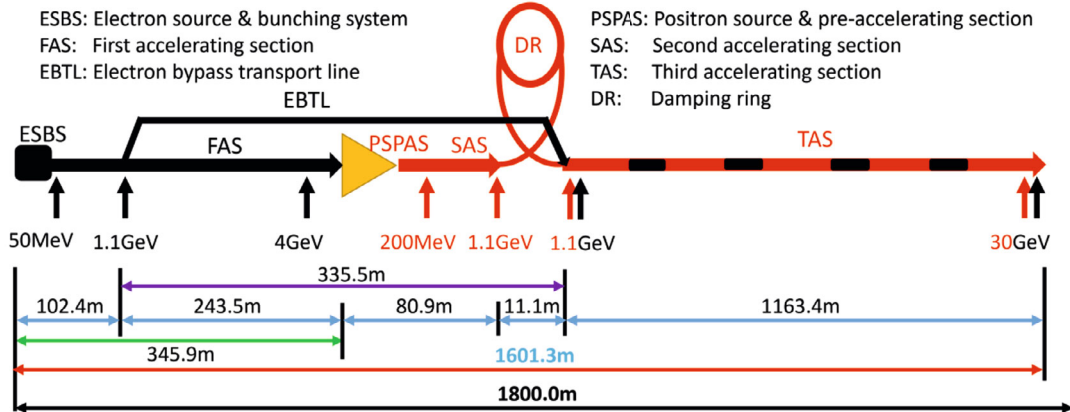 ESBS: Electron source & bunching system
FAS: First accelerating section
EBTL: Electron bypass transport line
PSPAS: Positron source & pre-accelerating section
SAS: Second accelerating section
TAS: Third accelerating section
DR: Damping ring
DR
EBTL
ESBS
FAS
PSPAS
SAS
TAS
50MeV
1.1GeV
4GeV
200MeV
1.1GeV
1.1GeV
30GeV
335.5m
102.4m
243.5m
80.9m
11.1m
1163.4m
345.9m
1601.3m
1800.0m